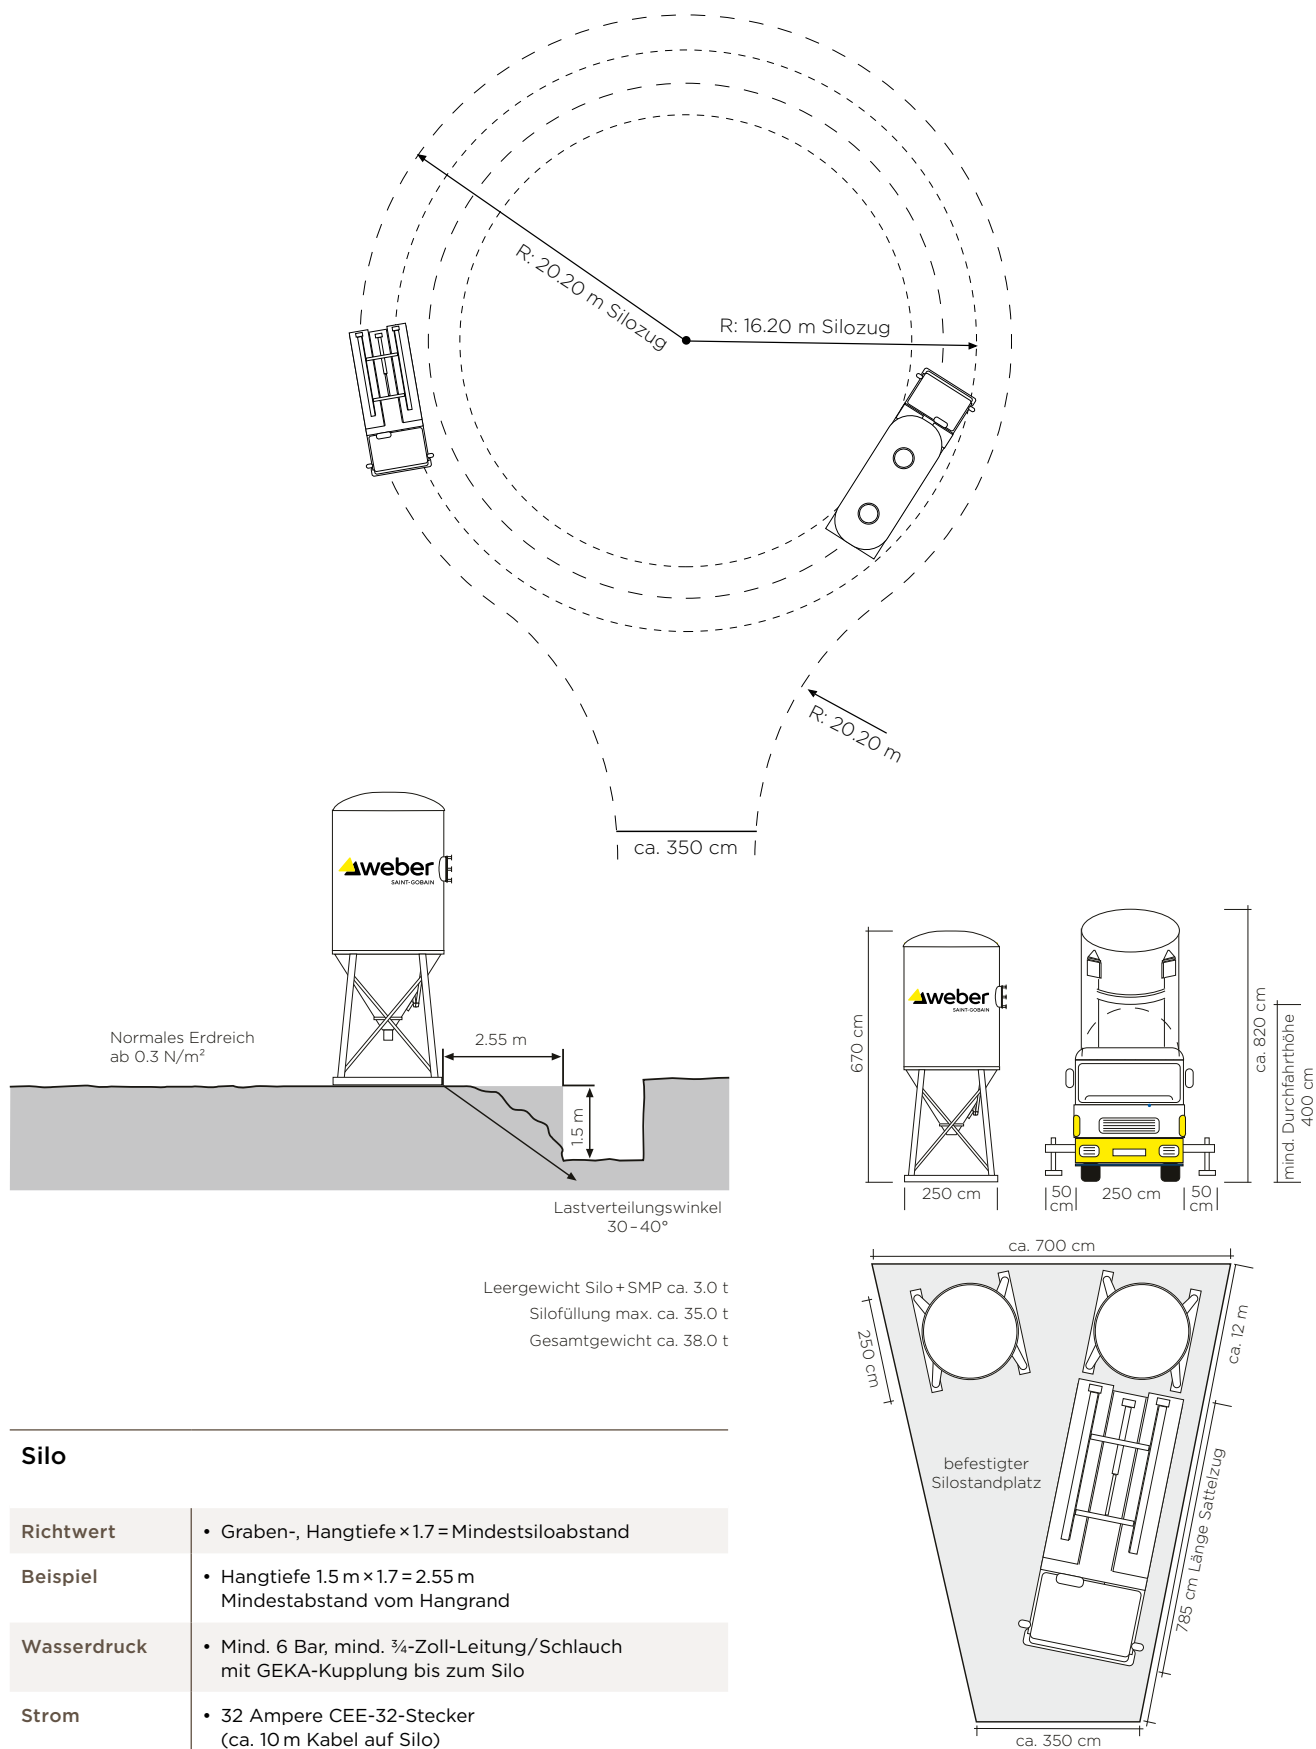 R: 20.20 m Silozug
R: 16.20 m Silozug
R: 20.20 m
ca. 350 cm
weber
SAINT-GOBAIN
Normales Erdreich
ab 0.3 N/m²
2.55 m
1.5 m
Lastverteilungswinkel
30–40°
Leergewicht Silo + SMP ca. 3.0 t
Silofüllung max. ca. 35.0 t
Gesamtgewicht ca. 38.0 t
670 cm
weber
SAINT-GOBAIN
250 cm
50
cm
250 cm
50
cm
ca. 820 cm
mind. Durchfahrthöhe
400 cm
ca. 700 cm
250 cm
ca. 12 m
befestigter
Silostandplatz
785 cm Länge Sattelzug
ca. 350 cm
Silo
Richtwert
• Graben-, Hangtiefe × 1.7 = Mindestsiloabstand
Beispiel
• Hangtiefe 1.5 m × 1.7 = 2.55 m
Mindestabstand vom Hangrand
Wasserdruck
• Mind. 6 Bar, mind. ¾-Zoll-Leitung/Schlauch
mit GEKA-Kupplung bis zum Silo
Strom
• 32 Ampere CEE-32-Stecker
(ca. 10 m Kabel auf Silo)